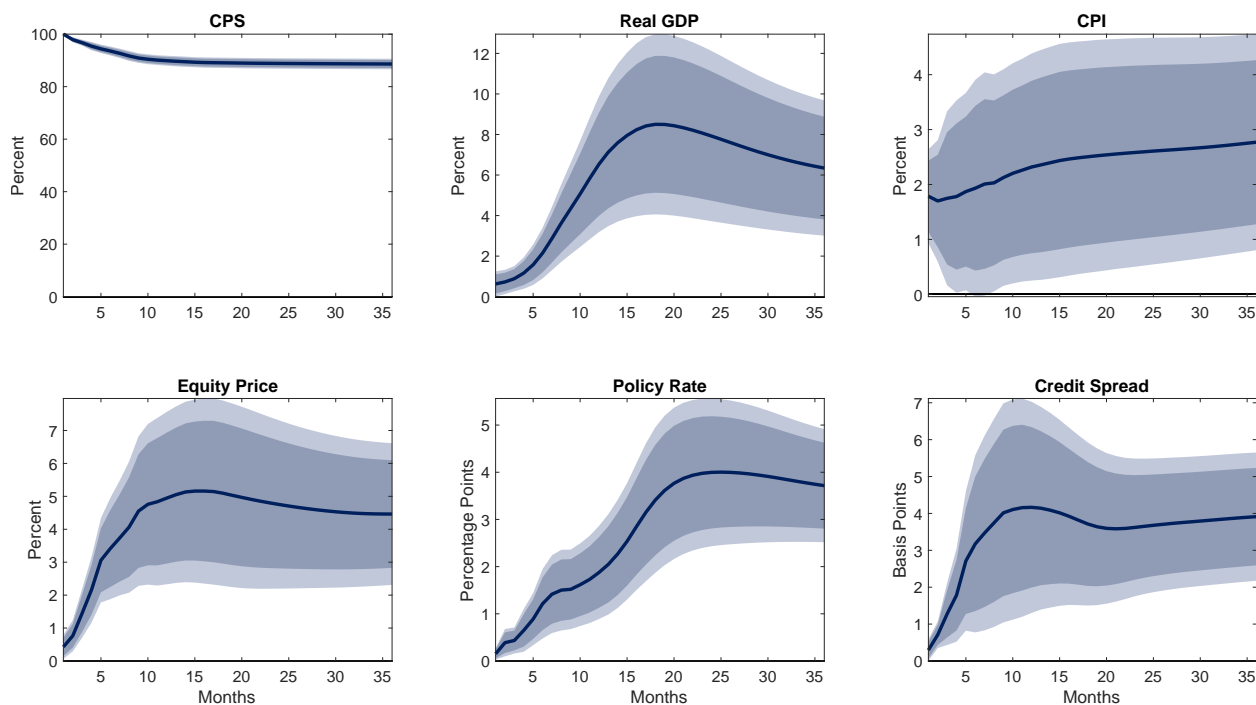 CPS
Percent
100
80
60
40
20
0
5 10 15 20 25 30 35
Real GDP
Percent
12
10
8
6
4
2
0
5 10 15 20 25 30 35
CPI
Percent
4
3
2
1
0
5 10 15 20 25 30 35
Equity Price
Percent
7
6
5
4
3
2
1
0
5 10 15 20 25 30 35
Months
Policy Rate
Percentage Points
5
4
3
2
1
0
5 10 15 20 25 30 35
Months
Credit Spread
Basis Points
7
6
5
4
3
2
1
0
5 10 15 20 25 30 35
Months